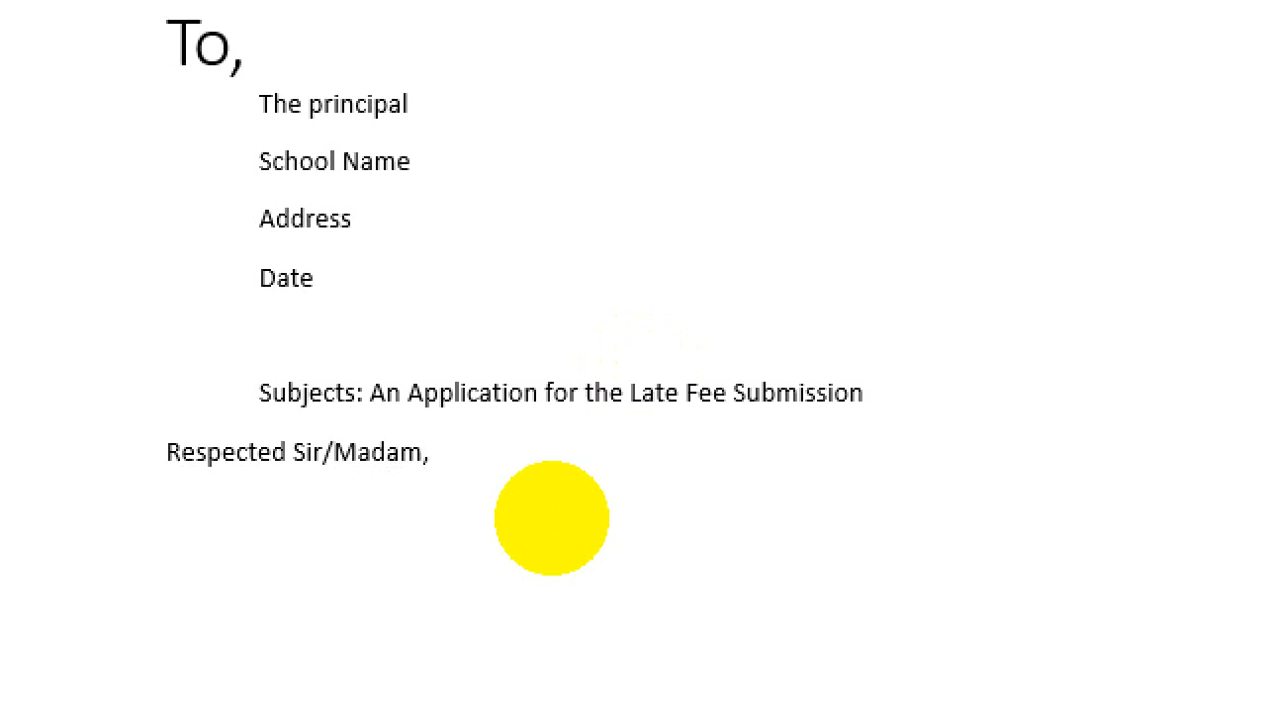 To,
The principal
School Name
Address
Date
Subjects: An Application for the Late Fee Submission
Respected Sir/Madam,